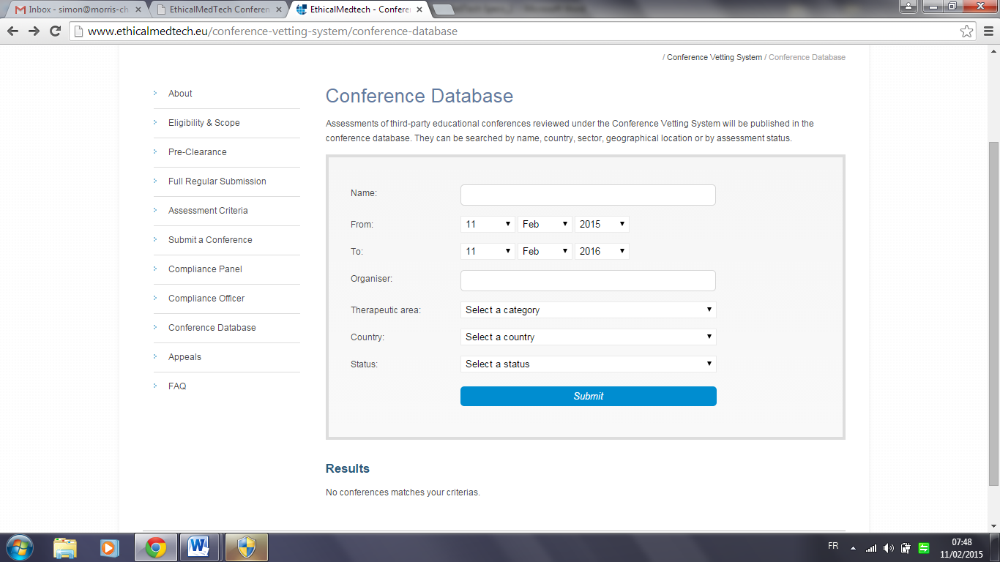 Inbox - simon@morris-ch
EthicalMedTech Conferen
EthicalMedtech - Conferen
www.ethicalmedtech.eu/conference-vetting-system/conference-database
/ Conference Vetting System / Conference Database
About
Eligibility & Scope
Pre-Clearance
Full Regular Submission
Assessment Criteria
Submit a Conference
Compliance Panel
Compliance Officer
Conference Database
Appeals
FAQ
Conference Database
Assessments of third-party educational conferences reviewed under the Conference Vetting System will be published in the
conference database. They can be searched by name, country, sector, geographical location or by assessment status.
Name:
From: 11 Feb 2015
To: 11 Feb 2016
Organiser:
Therapeutic area: Select a category
Country: Select a country
Status: Select a status
Submit
Results
No conferences matches your criterias.
FR
07:48
11/02/2015